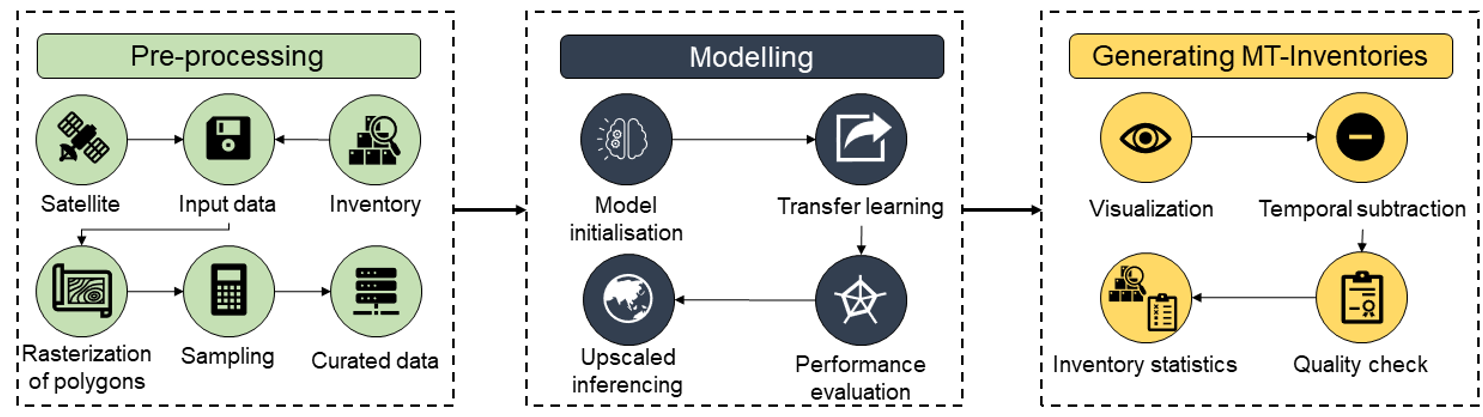 Pre-processing
Satellite
Input data
Inventory
Rasterization
of polygons
Sampling
Curated data
Modelling
Model
initialisation
Transfer learning
Upscaled
inferencing
Performance
evaluation
Generating MT-Inventories
Visualization
Temporal subtraction
Inventory statistics
Quality check